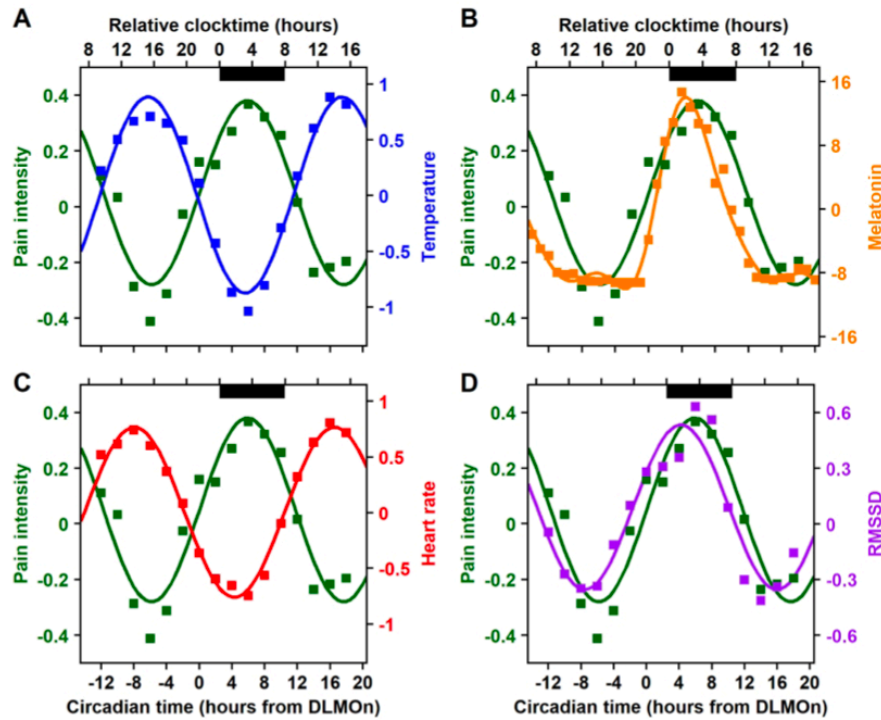 A
Relative clocktime (hours)
8 12 16 20 0 4 8 12 16
Pain intensity
0.4
0.2
0
-0.2
-0.4
1
0.5
0
-0.5
-1
Temperature
B
Relative clocktime (hours)
8 12 16 20 0 4 8 12 16
Pain intensity
0.4
0.2
0
-0.2
-0.4
16
8
0
-8
-16
Melatonin
C
Pain intensity
0.4
0.2
0
-0.2
-0.4
1
0.5
0
-0.5
-1
Heart rate
-12 -8 -4 0 4 8 12 16 20
Circadian time (hours from DLMOn)
D
Pain intensity
0.4
0.2
0
-0.2
-0.4
0.6
0.3
0
-0.3
-0.6
RMSSD
-12 -8 -4 0 4 8 12 16 20
Circadian time (hours from DLMOn)